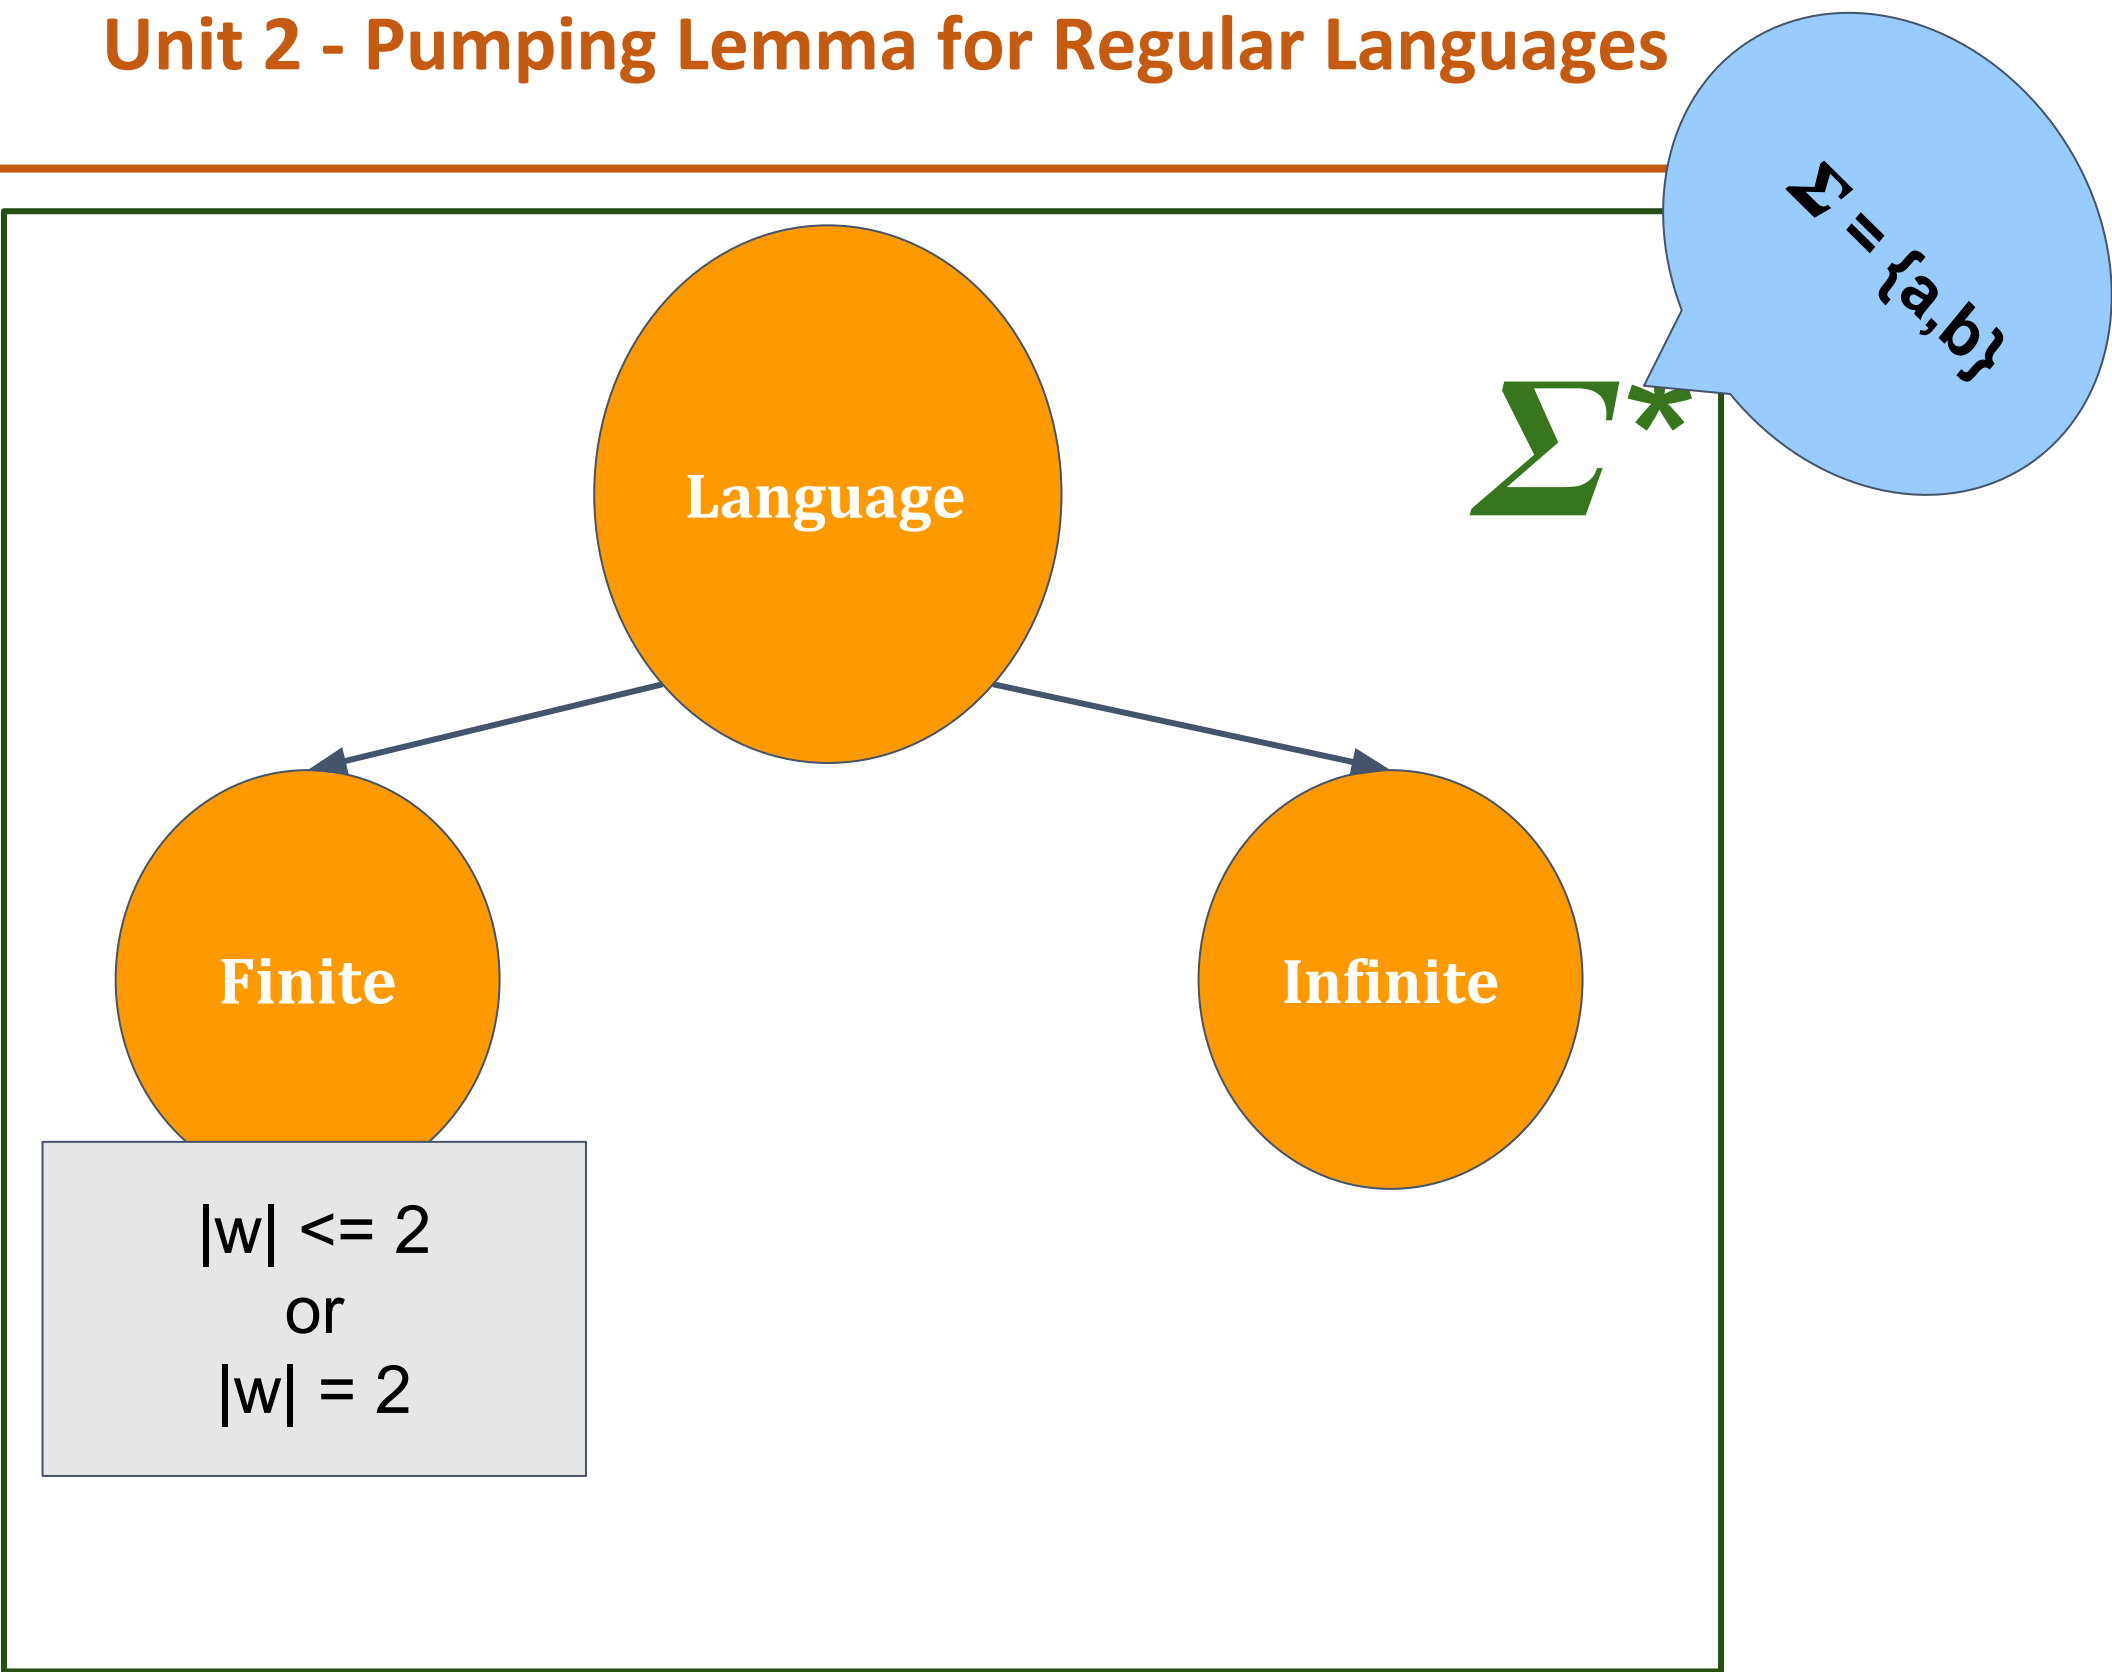 Unit 2 - Pumping Lemma for Regular Languages
Σ = {a,b}
Σ*
Language
Finite
Infinite
|w| <= 2
or
|w| = 2